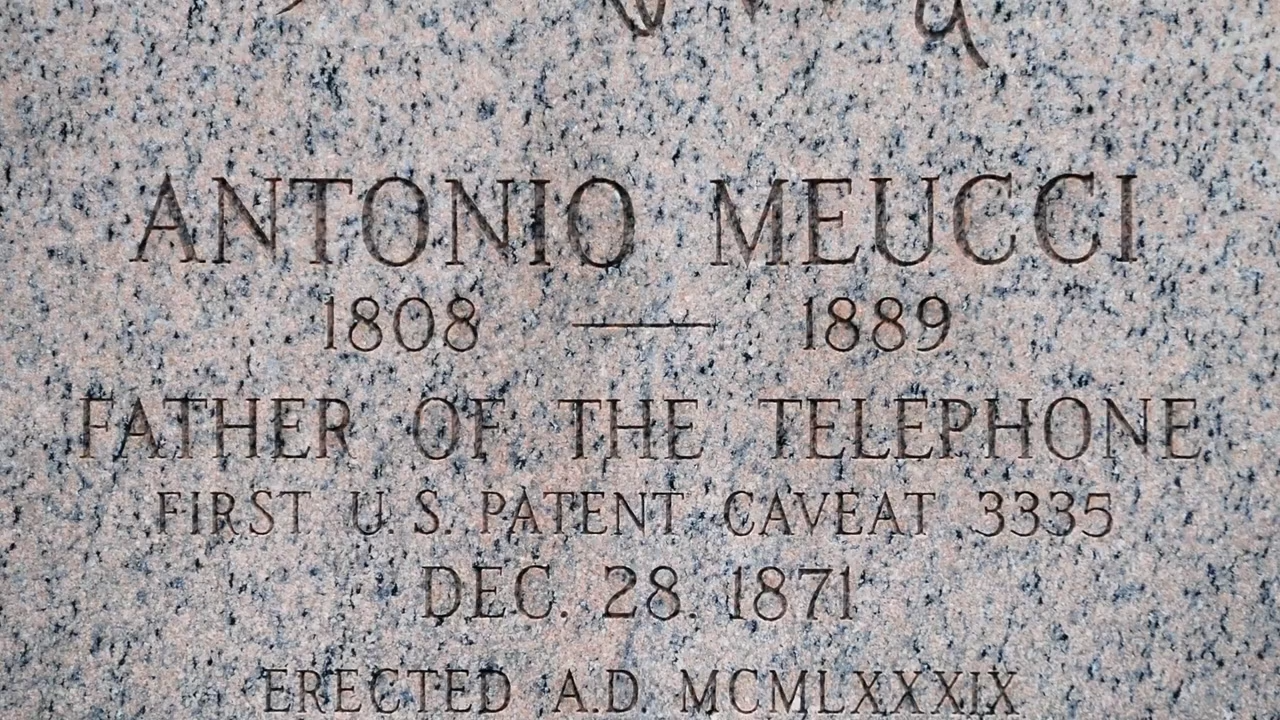 ANTONIO MEUCCI
1808 — 1889
FATHER OF THE TELEPHONE
FIRST U.S. PATENT CAVEAT 3335
DEC. 28. 1871
ERECTED A.D. MCMLXXXIX